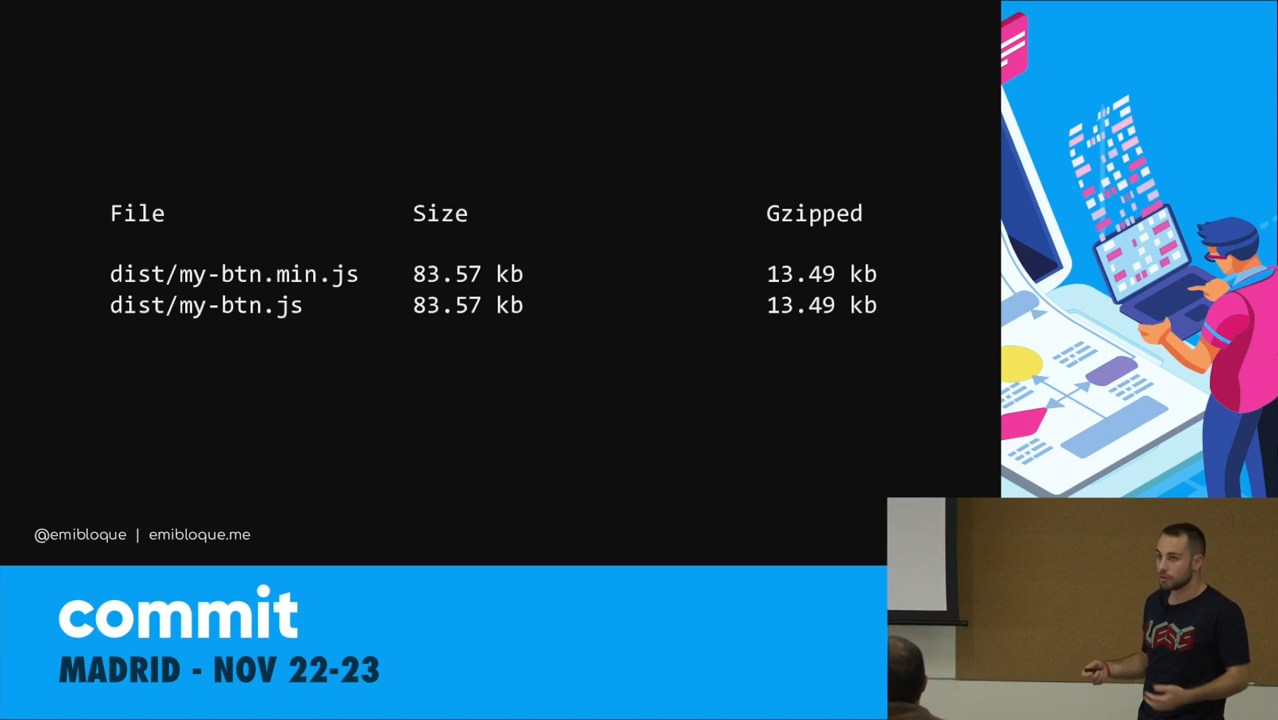 File Size Gzipped
dist/my-btn.min.js 83.57 kb 13.49 kb
dist/my-btn.js 83.57 kb 13.49 kb
@emibloque | emibloque.me
commit
MADRID - NOV 22-23